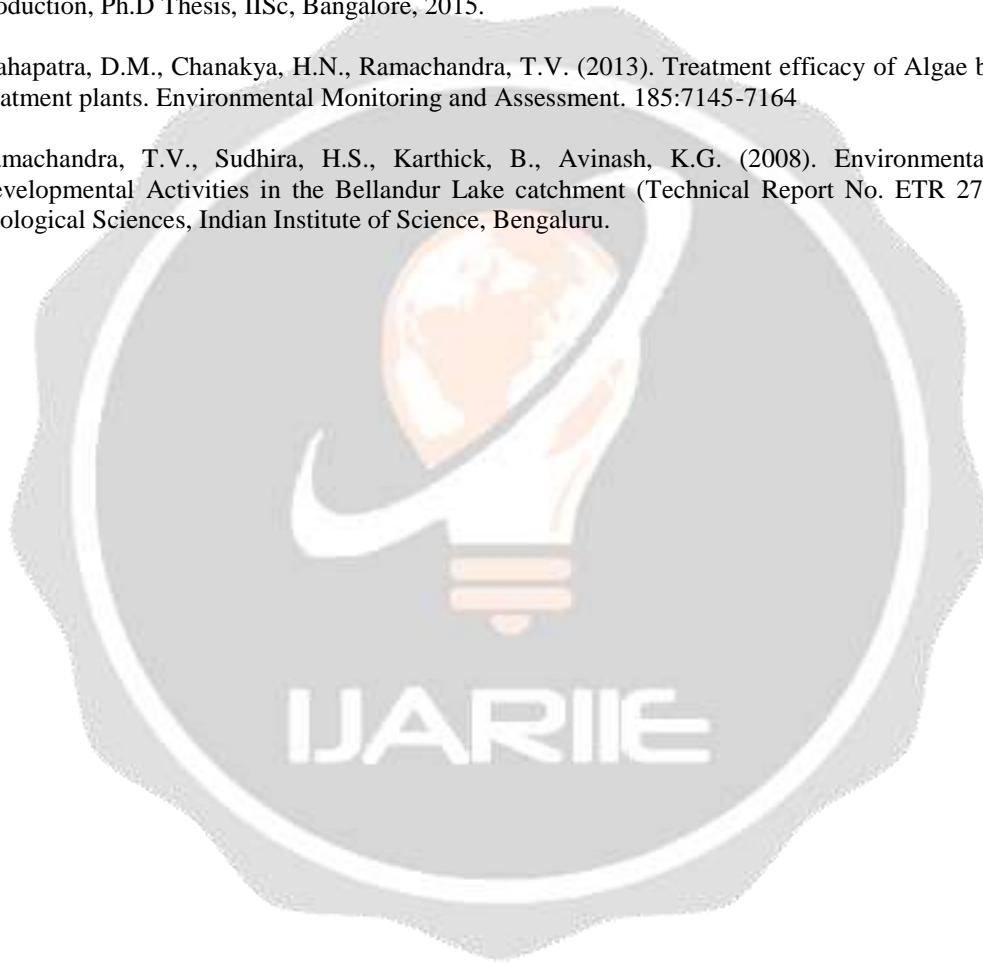 oduction, Ph.D Thesis, IISc, Bangalore, 2015.
ahapatra, D.M., Chanakya, H.N., Ramachandra, T.V. (2013). Treatment efficacy of Algae b
eatment plants. Environmental Monitoring and Assessment. 185:7145-7164
amachandra, T.V., Sudhira, H.S., Karthick, B., Avinash, K.G. (2008). Environmenta
evelopmental Activities in the Bellandur Lake catchment (Technical Report No. ETR 27
ological Sciences, Indian Institute of Science, Bengaluru.
IJARIIE